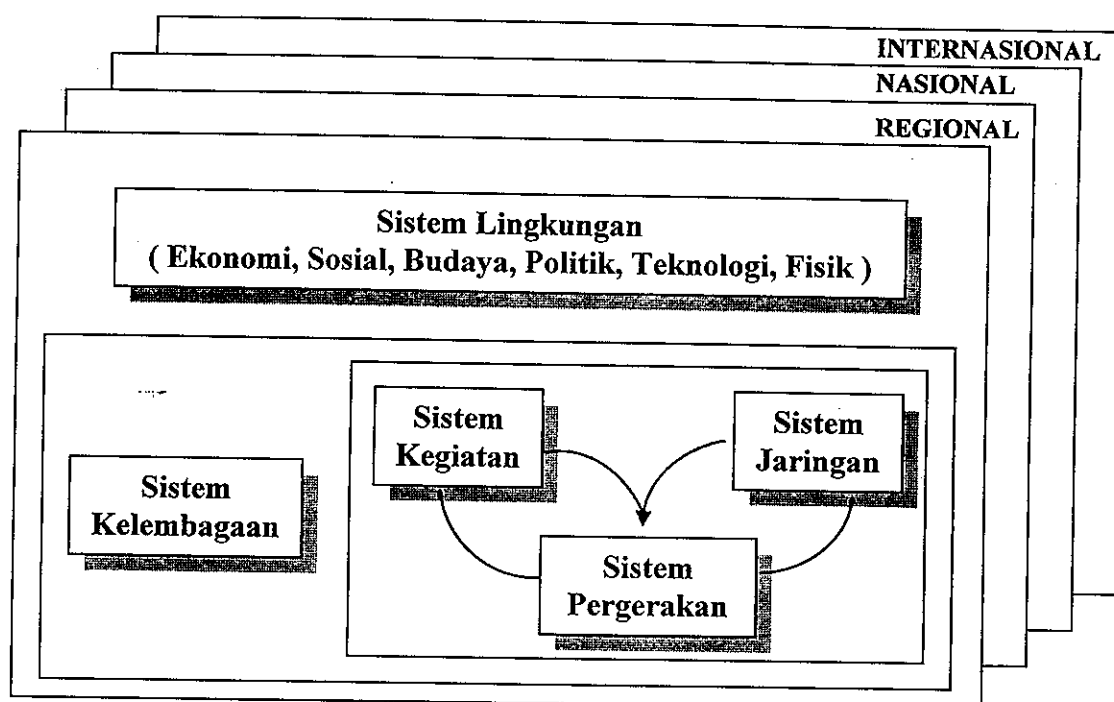 INTERNASIONAL
NASIONAL
REGIONAL
Sistem Lingkungan
( Ekonomi, Sosial, Budaya, Politik, Teknologi, Fisik )
Sistem
Kegiatan
Sistem
Jaringan
Sistem
Kelembagaan
Sistem
Pergerakan